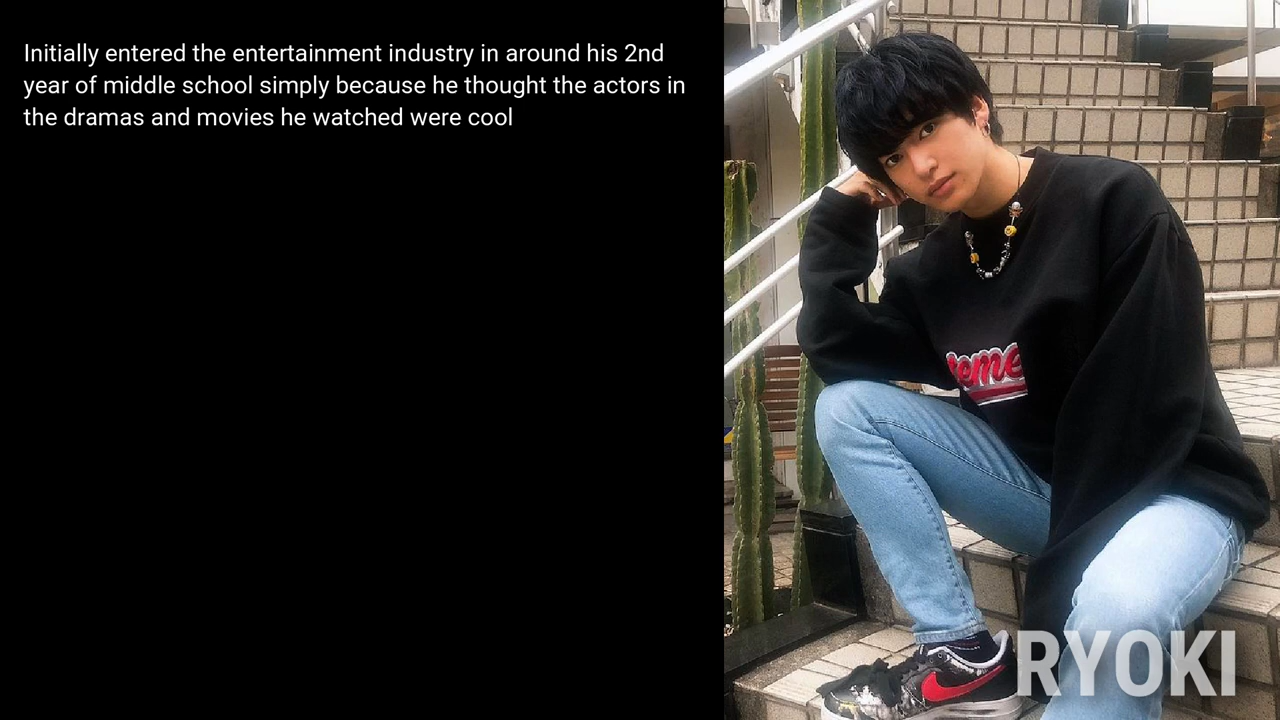 Initially entered the entertainment industry in around his 2nd
year of middle school simply because he thought the actors in
the dramas and movies he watched were cool
RYOKI